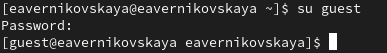 [eavernikovskaya@eavernikovskaya ~]$ su guest
Password:
[guest@eavernikovskaya eavernikovskaya]$